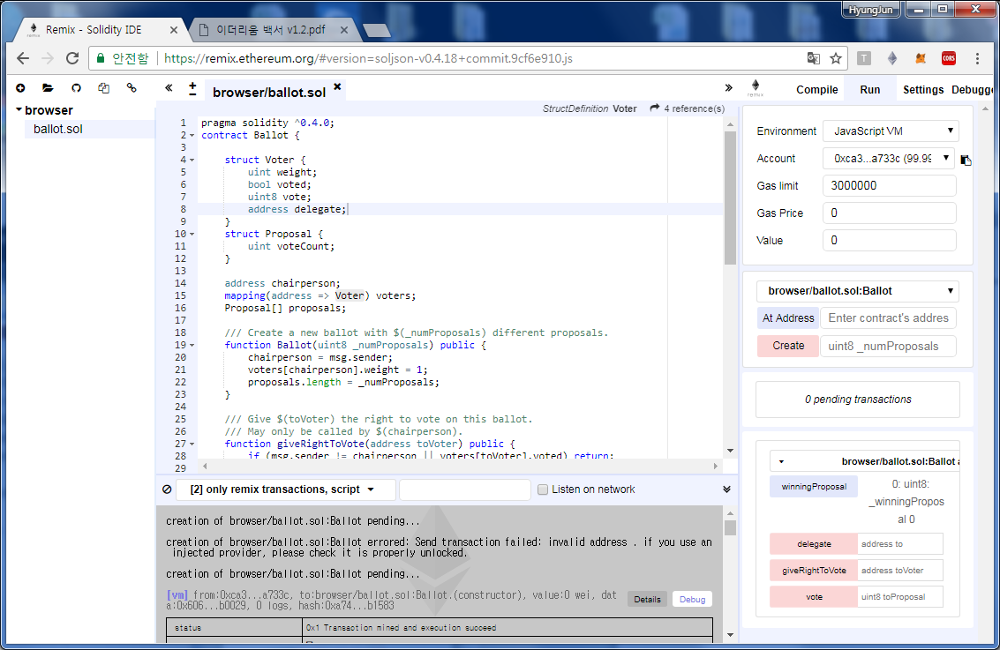 HyungJun
Remix - Solidity IDE
이더리움 백서 v1.2.pdf
안전함
https://remix.ethereum.org/#version=soljson-v0.4.18+commit.9cf6e910.js
T
CORS
browser
ballot.sol
browser/ballot.sol
StructDefinition Voter 4 reference(s)
1 pragma solidity ^0.4.0;
2 contract Ballot {
3
4 struct Voter {
5 uint weight;
6 bool voted;
7 uint8 vote;
8 address delegate;
9 }
10 struct Proposal {
11 uint voteCount;
12 }
13
14 address chairperson;
15 mapping(address => Voter) voters;
16 Proposal[] proposals;
17
18 /// Create a new ballot with $(_numProposals) different proposals.
19 function Ballot(uint8 _numProposals) public {
20 chairperson = msg.sender;
21 voters[chairperson].weight = 1;
22 proposals.length = _numProposals;
23 }
24
25 /// Give $(toVoter) the right to vote on this ballot.
26 /// May only be called by $(chairperson).
27 function giveRightToVote(address toVoter) public {
28 if (msg.sender != chairperson || voters[toVoter].voted) return;
29
[2] only remix transactions, script
Listen on network
creation of browser/ballot.sol:Ballot pending...
creation of browser/ballot.sol:Ballot errored: Send transaction failed: invalid address . if you use an
injected provider, please check it is properly unlocked.
creation of browser/ballot.sol:Ballot pending...
[vm] from:0xca3...a733c, to:browser/ballot.sol:Ballot.(constructor), value:0 wei, dat
a:0x606...b0029, 0 logs, hash:0xa74...b1583
Details
Debug
status 0x1 Transaction mined and execution succeed
remix
Compile Run Settings Debugge
Environment JavaScript VM
Account 0xca3...a733c (99.99
Gas limit 3000000
Gas Price 0
Value 0
browser/ballot.sol:Ballot
At Address Enter contract's addres
Create uint8 _numProposals
0 pending transactions
browser/ballot.sol:Ballot a
winningProposal 0: uint8:
_winningPropos
al 0
delegate address to
giveRightToVote address toVoter
vote uint8 toProposal